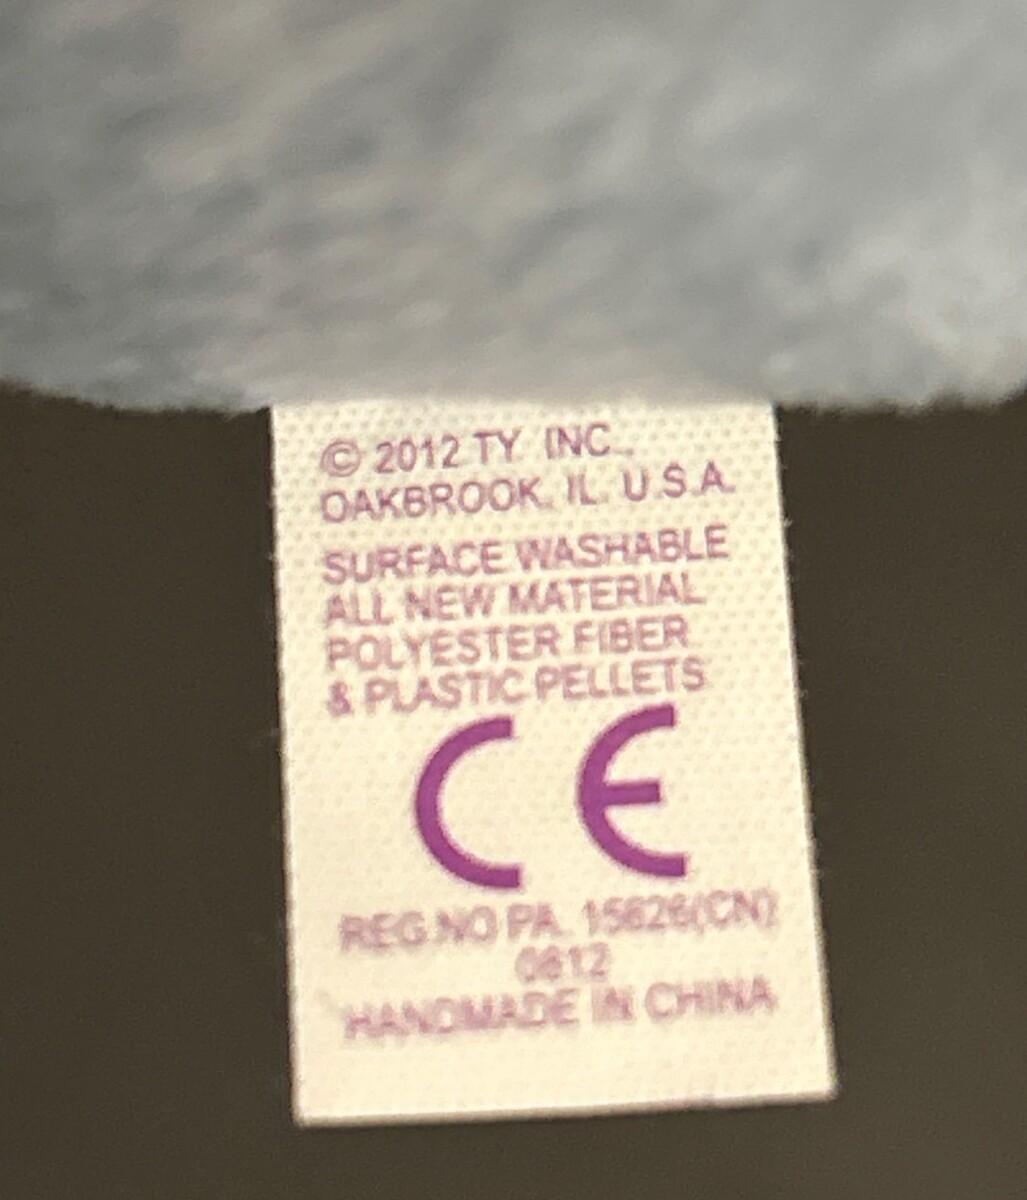 © 2012 TY INC.,
OAKBROOK, IL. U.S.A.
SURFACE WASHABLE
ALL NEW MATERIAL
POLYESTER FIBER
& PLASTIC PELLETS
CE
REG.NO PA. 15626(CN)
0612
HANDMADE IN CHINA